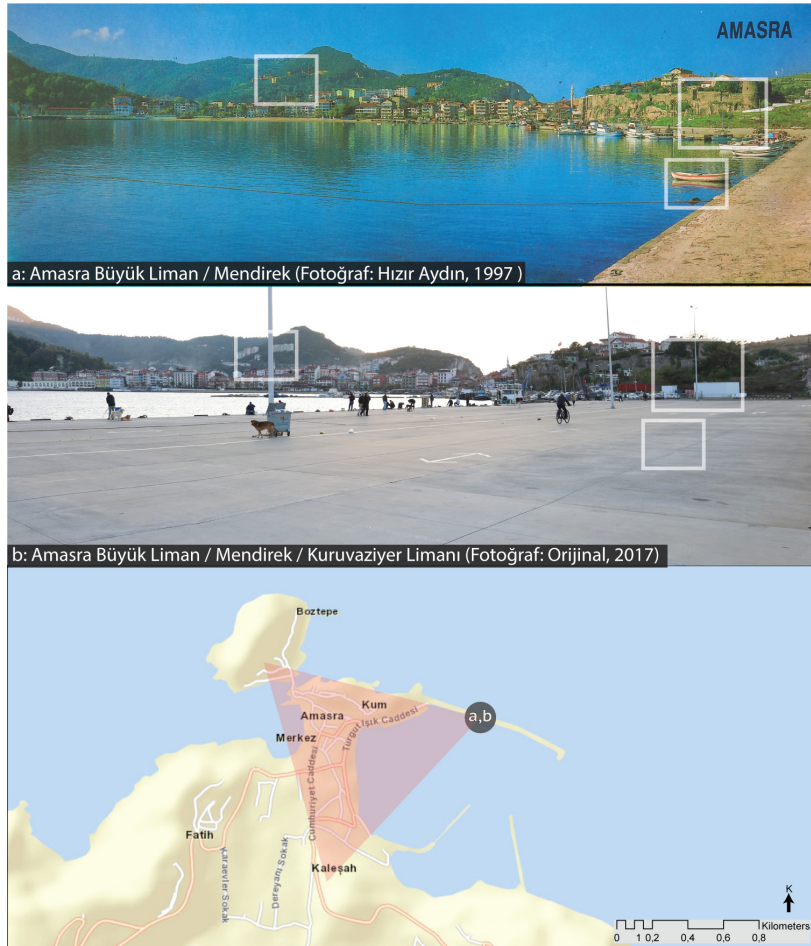 AMASRA
a: Amasra Büyük Liman / Mendirek (Fotoğraf: Hızır Aydın, 1997 )
b: Amasra Büyük Liman / Mendirek / Kuruvaziyer Limanı (Fotoğraf: Orijinal, 2017)
Boztepe
a,b
Kum
Amasra
Turgut Işık Caddesi
Merkez
Cumhuriyet Caddesi
Fatih
Kaleşah
Karaevler Sokak
Dereyanı Sokak
K
Kilometers
0 1 0,2 0,4 0,6 0,8